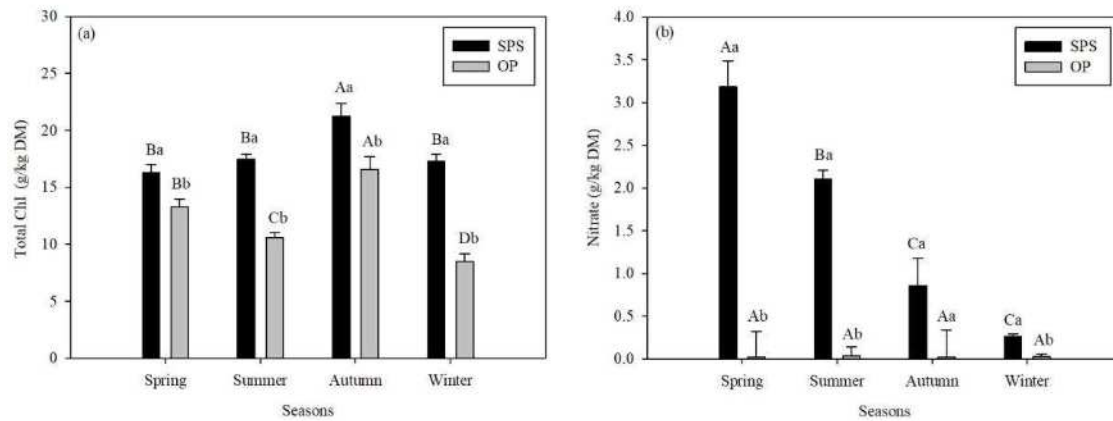 (a)
SPS
OP
Total Chl (g/kg DM)
30
25
20
15
10
5
0
Ba
Bb
Ba
Cb
Aa
Ab
Ba
Db
Spring Summer Autumn Winter
Seasons
(b)
SPS
OP
Nitrate (g/kg DM)
4.0
3.5
3.0
2.5
2.0
1.5
1.0
0.5
0.0
Aa
Ab
Ba
Ab
Ca
Aa
Ca
Ab
Spring Summer Autumn Winter
Seasons